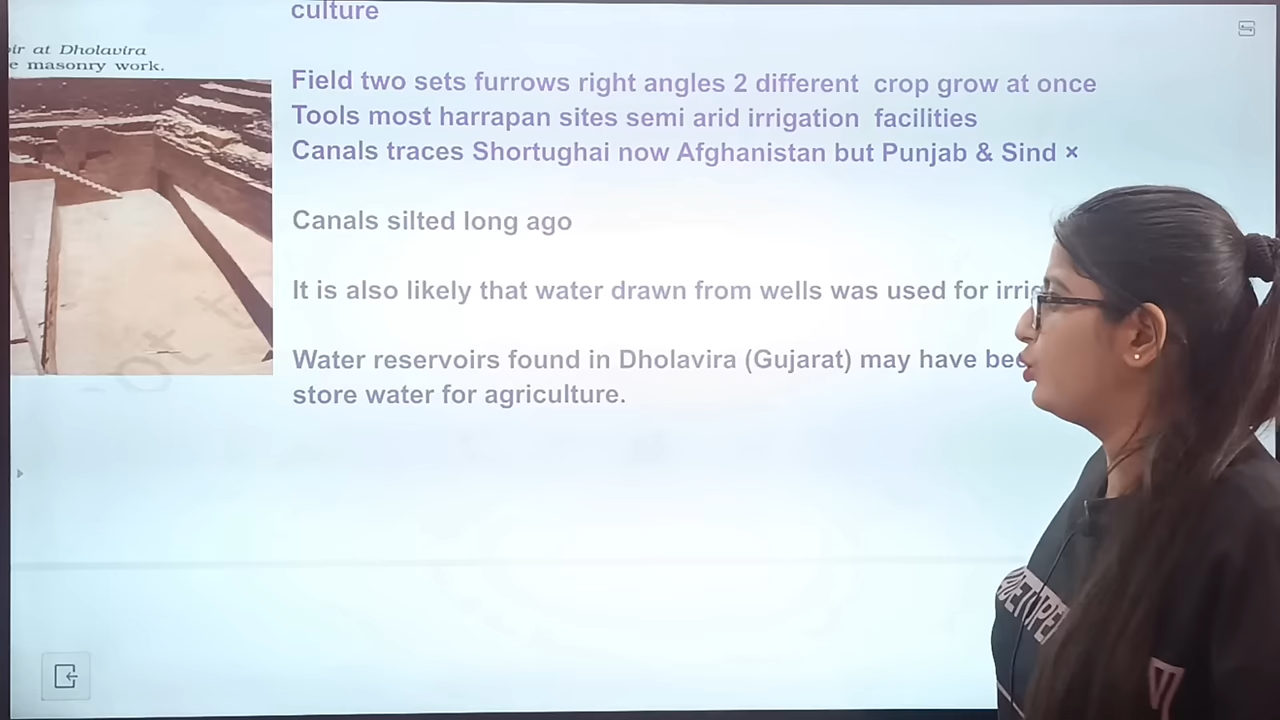 culture
ir at Dholavira
e masonry work.
Field two sets furrows right angles 2 different crop grow at once
Tools most harrapan sites semi arid irrigation facilities
Canals traces Shortughai now Afghanistan but Punjab & Sind ×
Canals silted long ago
It is also likely that water drawn from wells was used for
Water reservoirs found in Dholavira (Gujarat) may have
store water for agriculture.